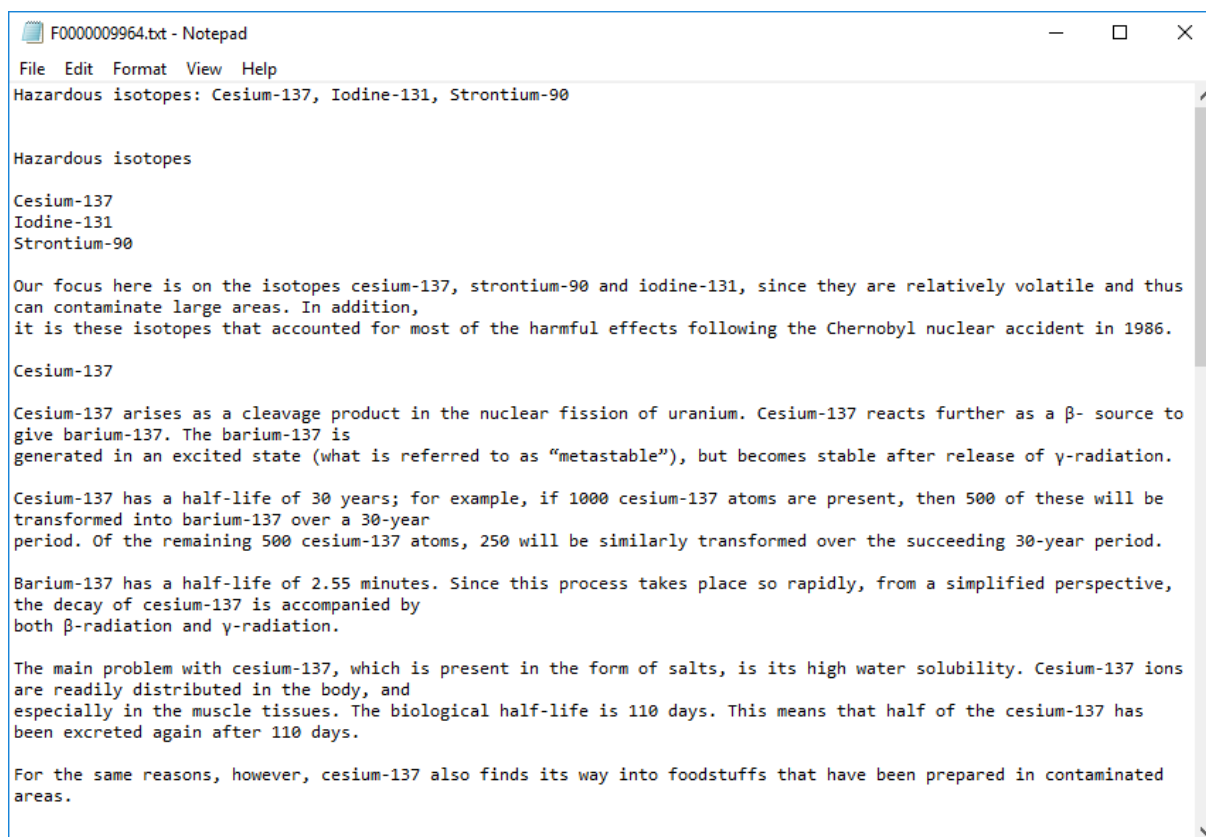 F0000009964.txt - Notepad
File Edit Format View Help
Hazardous isotopes: Cesium-137, Iodine-131, Strontium-90
Hazardous isotopes
Cesium-137
Iodine-131
Strontium-90
Our focus here is on the isotopes cesium-137, strontium-90 and iodine-131, since they are relatively volatile and thus
can contaminate large areas. In addition,
it is these isotopes that accounted for most of the harmful effects following the Chernobyl nuclear accident in 1986.
Cesium-137
Cesium-137 arises as a cleavage product in the nuclear fission of uranium. Cesium-137 reacts further as a β- source to
give barium-137. The barium-137 is
generated in an excited state (what is referred to as “metastable”), but becomes stable after release of γ-radiation.
Cesium-137 has a half-life of 30 years; for example, if 1000 cesium-137 atoms are present, then 500 of these will be
transformed into barium-137 over a 30-year
period. Of the remaining 500 cesium-137 atoms, 250 will be similarly transformed over the succeeding 30-year period.
Barium-137 has a half-life of 2.55 minutes. Since this process takes place so rapidly, from a simplified perspective,
the decay of cesium-137 is accompanied by
both β-radiation and γ-radiation.
The main problem with cesium-137, which is present in the form of salts, is its high water solubility. Cesium-137 ions
are readily distributed in the body, and
especially in the muscle tissues. The biological half-life is 110 days. This means that half of the cesium-137 has
been excreted again after 110 days.
For the same reasons, however, cesium-137 also finds its way into foodstuffs that have been prepared in contaminated
areas.